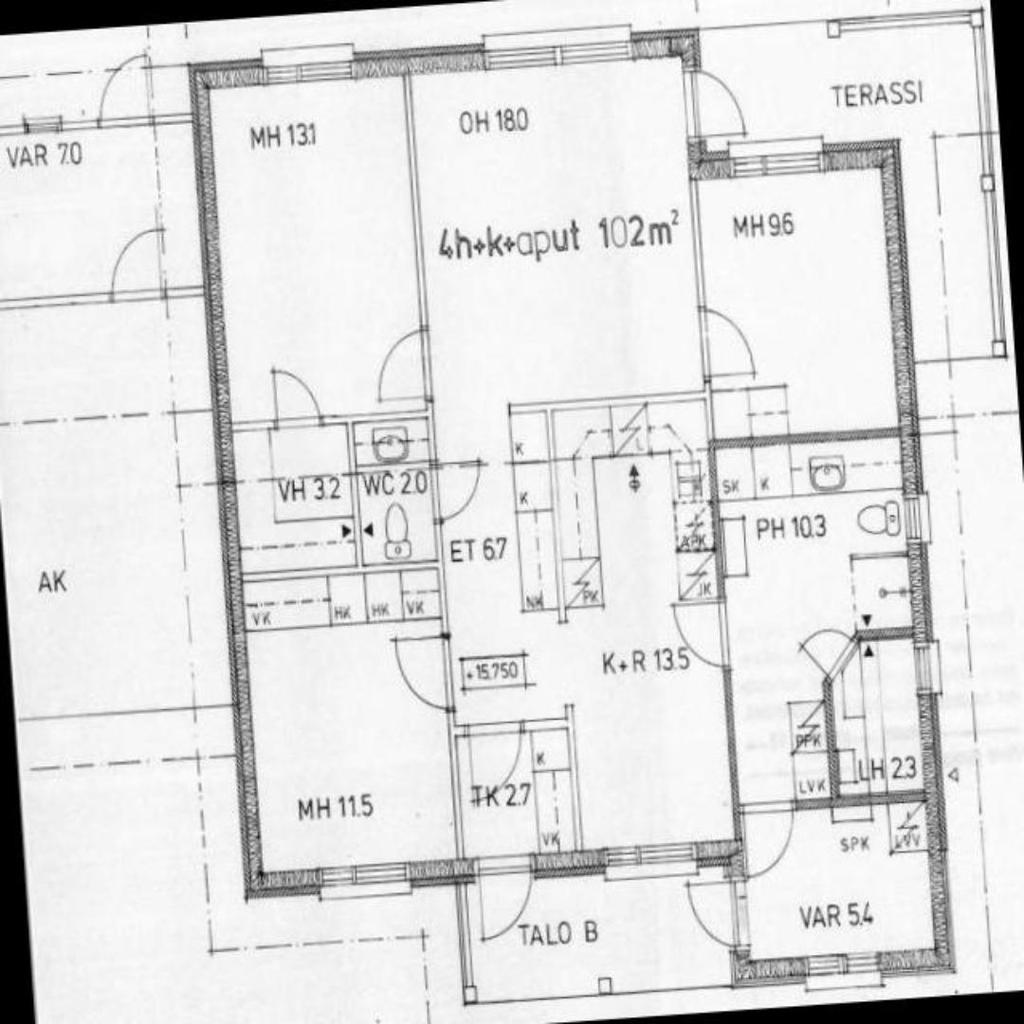 TERASSI
MH 13.1
OH 18.0
VAR 7.0
4h+k+aput 102m²
MH 9.6
K
L
VH 3.2
WC 2.0
K
SK
K
PH 10.3
ET 6.7
APK
AK
VK
HK
HK
VK
NK
PK
JK
+15.750
K+R 13.5
PPK
K
LH 2.3
TK 2.7
LVK
MH 11.5
VK
SPK
LVV
VAR 5.4
TALO B